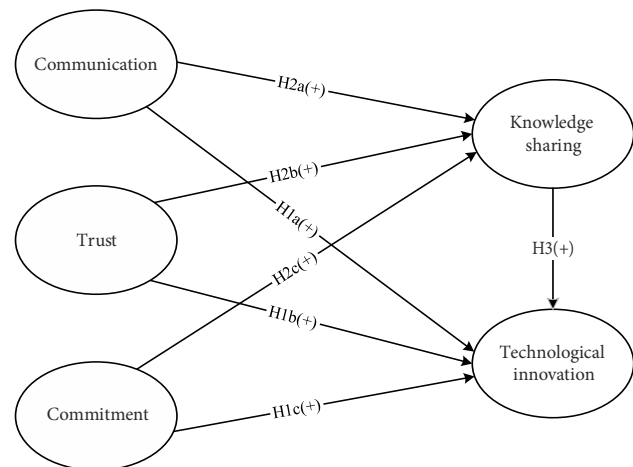 Communication
H2a(+)
Knowledge
sharing
H2b(+)
H1a(+)
Trust
H3(+)
H2c(+)
H1b(+)
Technological
innovation
Commitment
H1c(+)